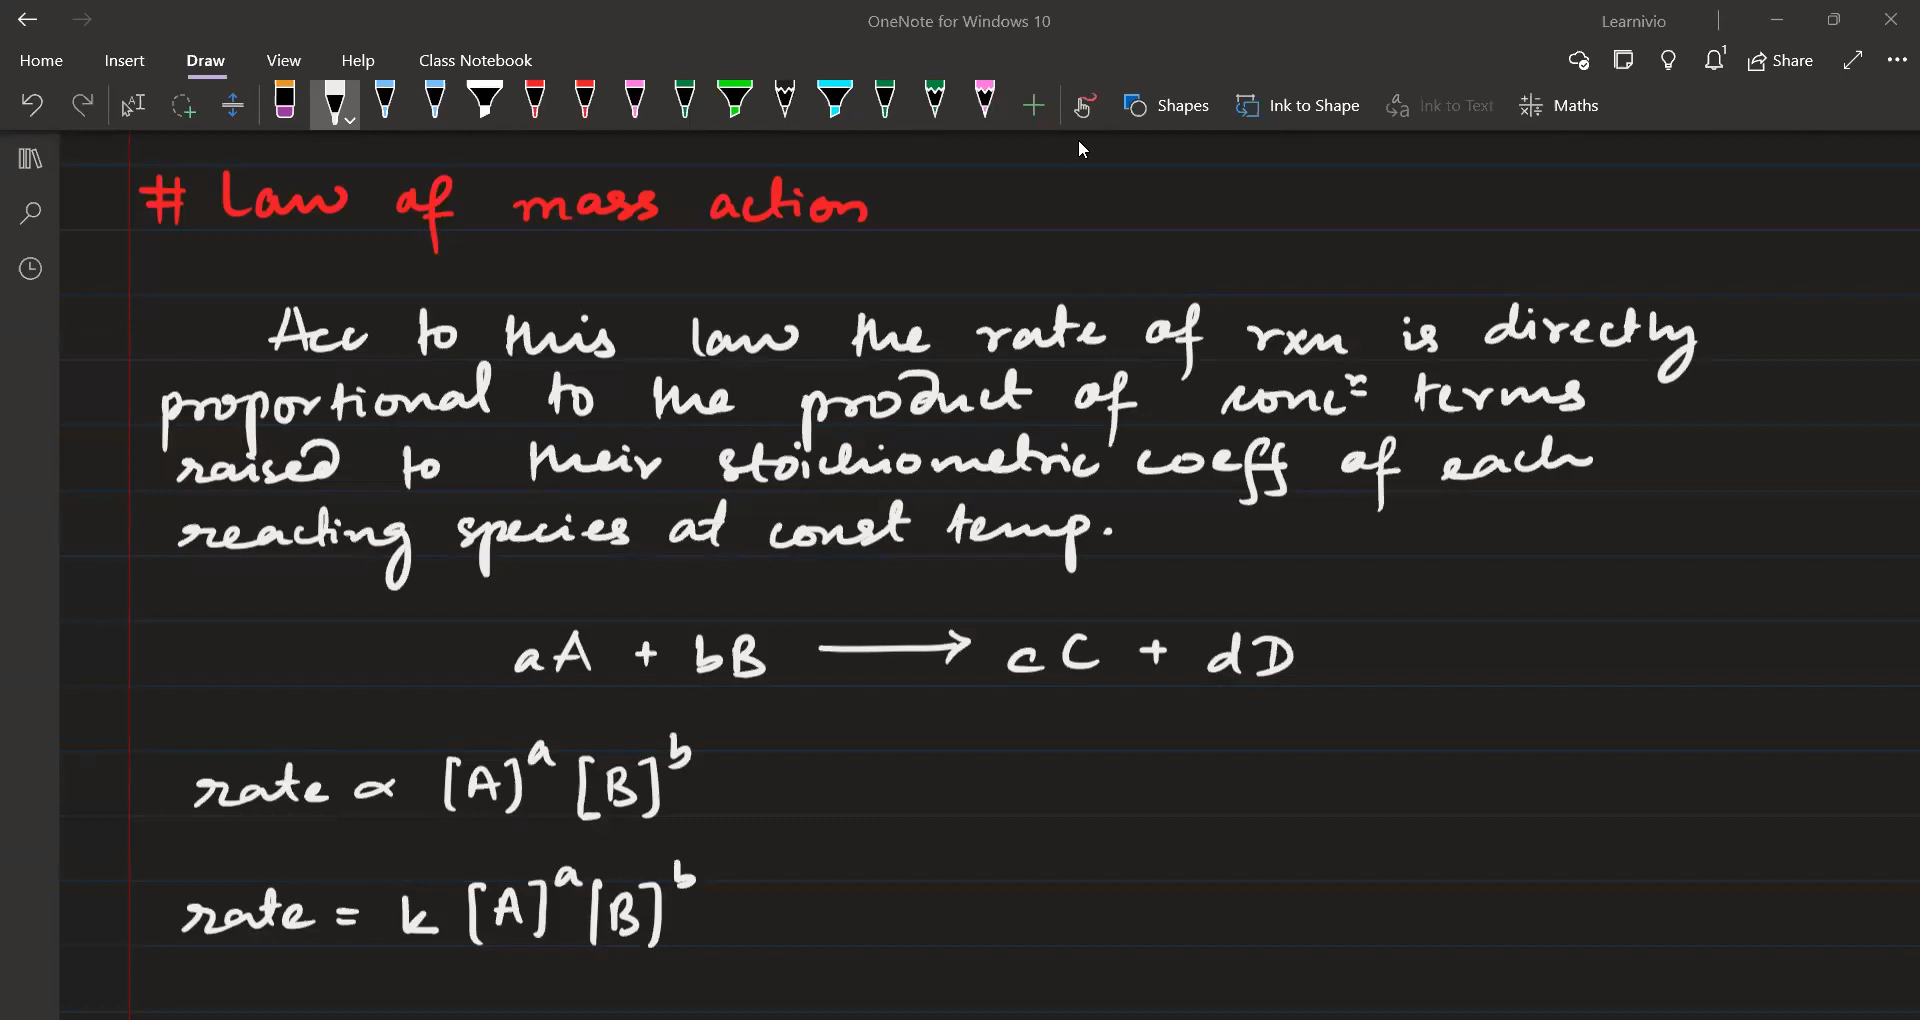 OneNote for Windows 10
Learnivio
Home Insert Draw View Help Class Notebook
1 Share
Shapes Ink to Shape Ink to Text Maths
# Law of mass action
Acc to this law the rate of rxn is directly
proportional to the product of concⁿ terms
raised to their stoichiometric coeff of each
reacting species at const temp.
aA + bB ⟶ cC + dD
rate ∝ [A]ᵃ [B]ᵇ
rate = k [A]ᵃ [B]ᵇ